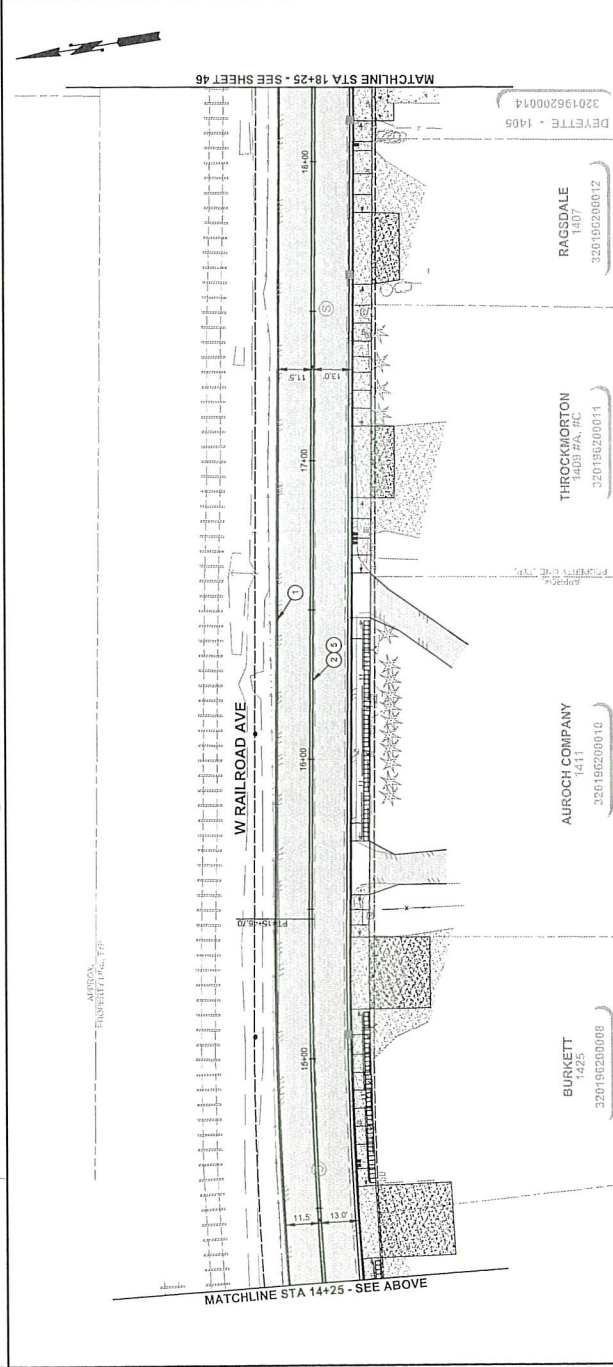 MATCHLINE STA 18+25 - SEE SHEET 46
DEYETTE - 1405
320196200014
18+00
RAGSDALE
1407
320196200012
S
11.5'
13.0'
17+00
THROCKMORTON
1409 #A, #C
320196200011
APPROX.
PROPERTY LINE, TYP.
1
2 5
W RAILROAD AVE
16+00
AUROCH COMPANY
1411
320196200010
PT=15+46.70
APPROX.
PROPERTY LINE, TYP.
15+00
BURKETT
1425
320196200008
11.5'
13.0'
MATCHLINE STA 14+25 - SEE ABOVE